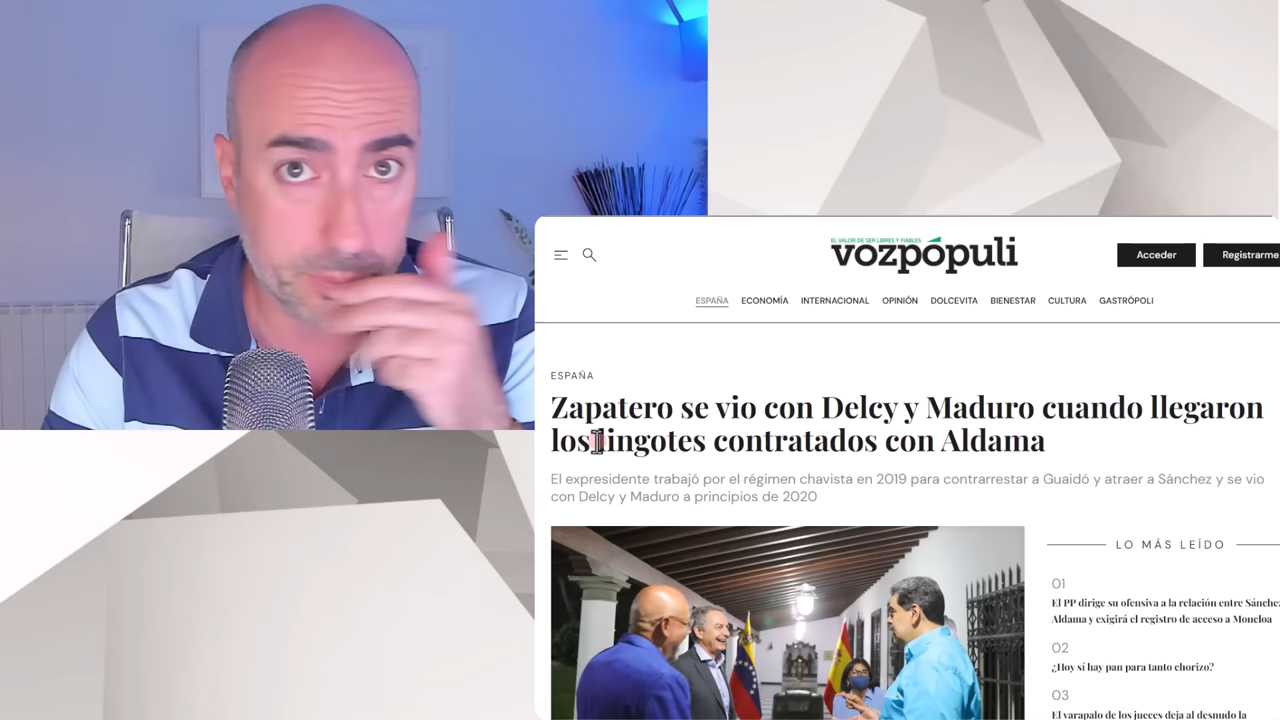 EL VALOR DE SER LIBRES Y FIABLES
vozpópuli
Acceder
Registrarme
ESPAÑA ECONOMÍA INTERNACIONAL OPINIÓN DOLCEVITA BIENESTAR CULTURA GASTRÓPOLI
ESPAÑA
Zapatero se vio con Delcy y Maduro cuando llegaron
los lingotes contratados con Aldama
El expresidente trabajó por el régimen chavista en 2019 para contrarrestar a Guaidó y atraer a Sánchez y se vio
con Delcy y Maduro a principios de 2020
LO MÁS LEÍDO
01
El PP dirige su ofensiva a la relación entre Sánchez
Aldama y exigirá el registro de acceso a Moncloa
02
¿Hoy sí hay pan para tanto chorizo?
03
El varapalo de los jueces deja al desnudo la